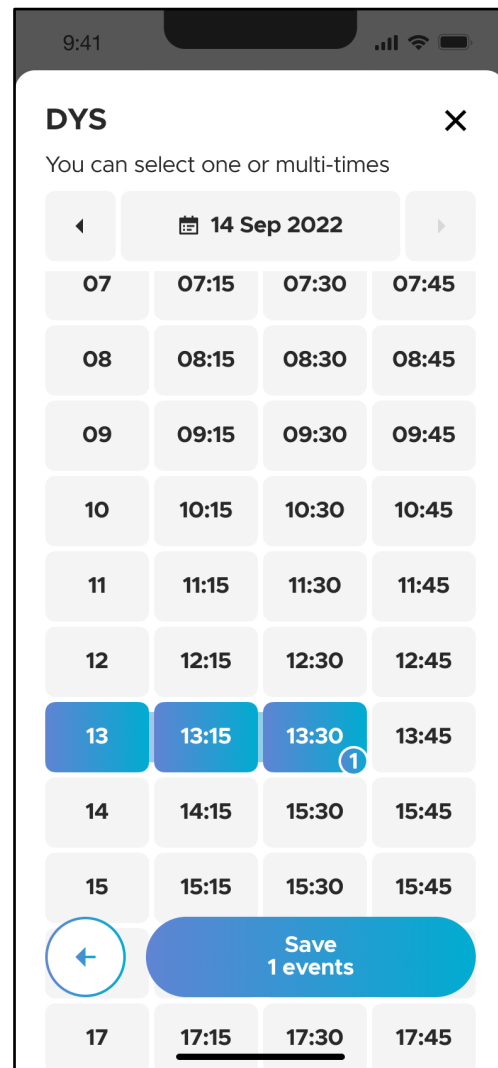 9:41
DYS
You can select one or multi-times
14 Sep 2022
07 07:15 07:30 07:45
08 08:15 08:30 08:45
09 09:15 09:30 09:45
10 10:15 10:30 10:45
11 11:15 11:30 11:45
12 12:15 12:30 12:45
13 13:15 13:30 13:45
1
14 14:15 15:30 15:45
15 15:15 15:30 15:45
Save
1 events
17 17:15 17:30 17:45